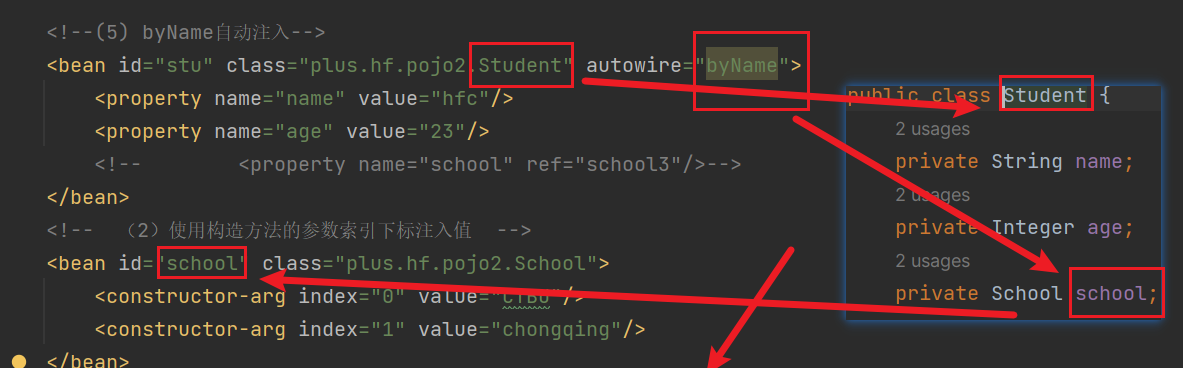 <!--(5) byName自动注入-->
<bean id="stu" class="plus.hf.pojo2.Student" autowire="byName">
<property name="name" value="hfc"/>
<property name="age" value="23"/>
<!-- <property name="school" ref="school3"/>-->
</bean>
<!-- （2）使用构造方法的参数索引下标注入值 -->
<bean id="school" class="plus.hf.pojo2.School">
<constructor-arg index="0" value="CTBU"/>
<constructor-arg index="1" value="chongqing"/>
</bean>
public class Student {
2 usages
private String name;
2 usages
private Integer age;
2 usages
private School school;